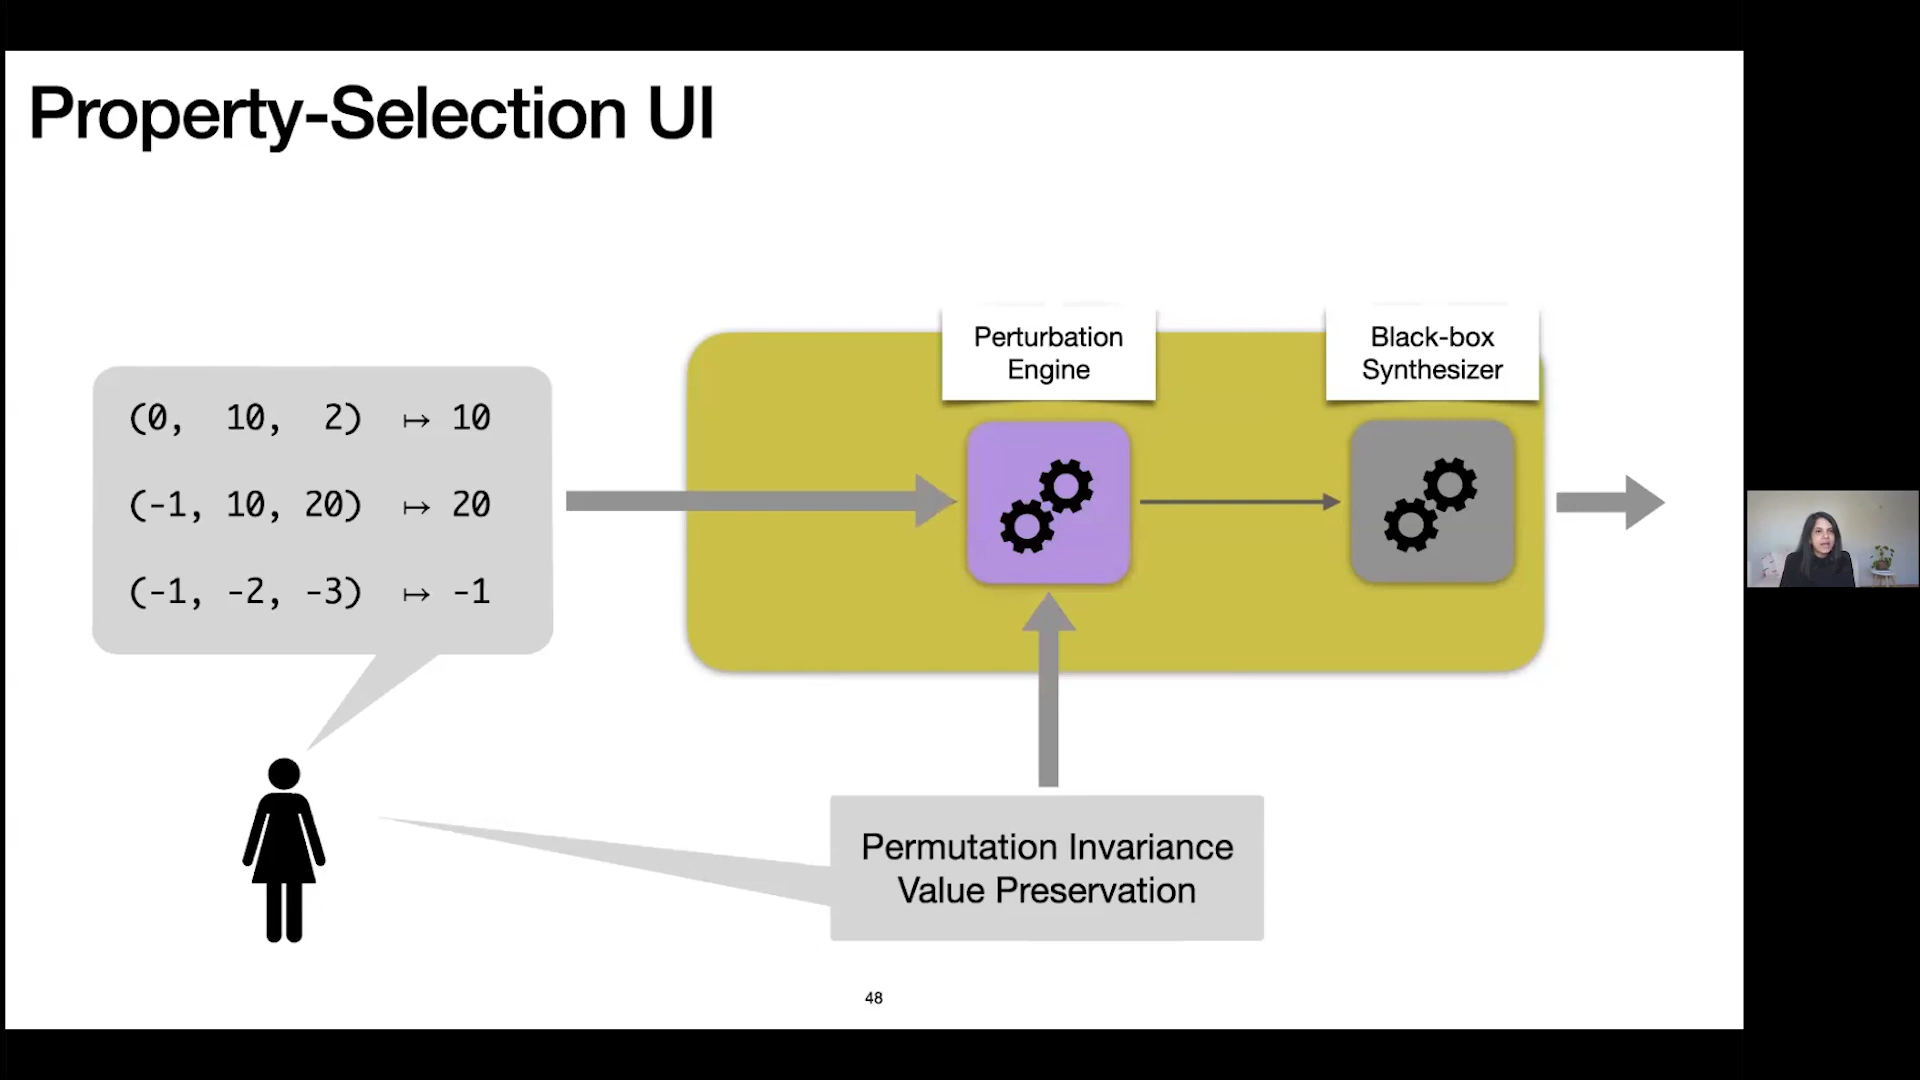 Property-Selection UI
Perturbation
Engine
Black-box
Synthesizer
(0, 10, 2) ↦ 10
(-1, 10, 20) ↦ 20
(-1, -2, -3) ↦ -1
Permutation Invariance
Value Preservation
48